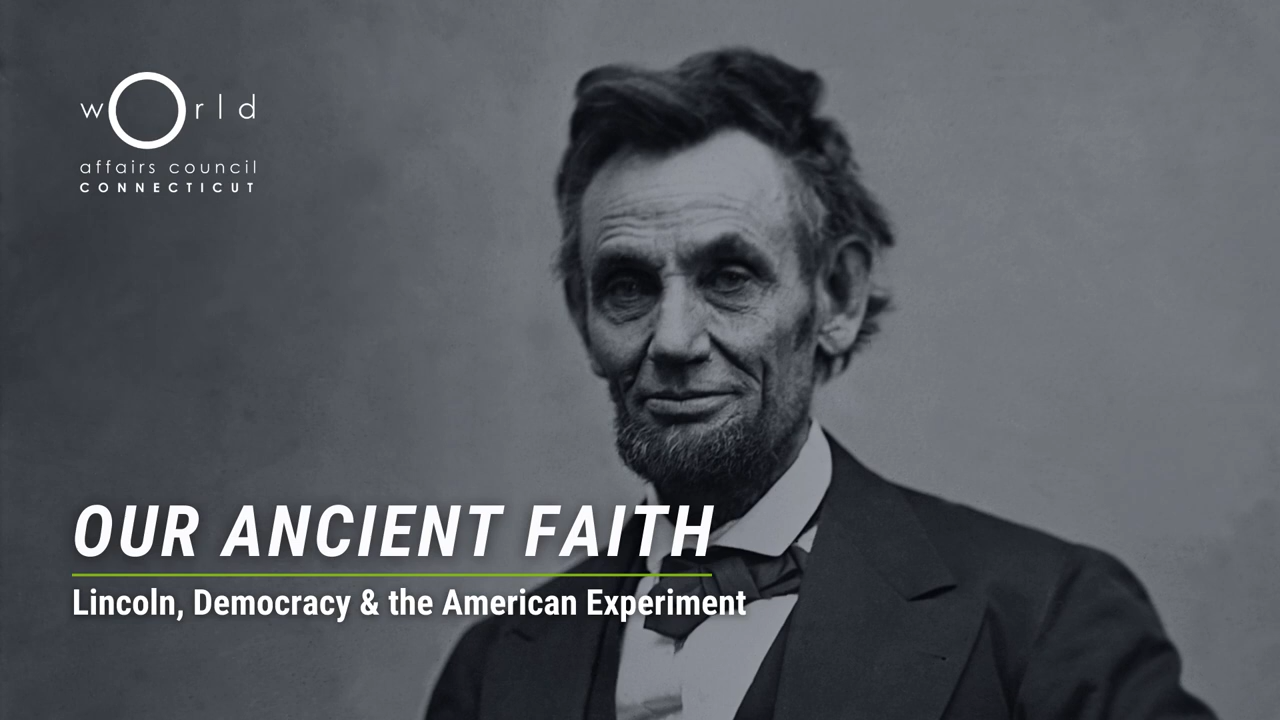 wOrld
affairs council
CONNECTICUT
OUR ANCIENT FAITH
Lincoln, Democracy & the American Experiment